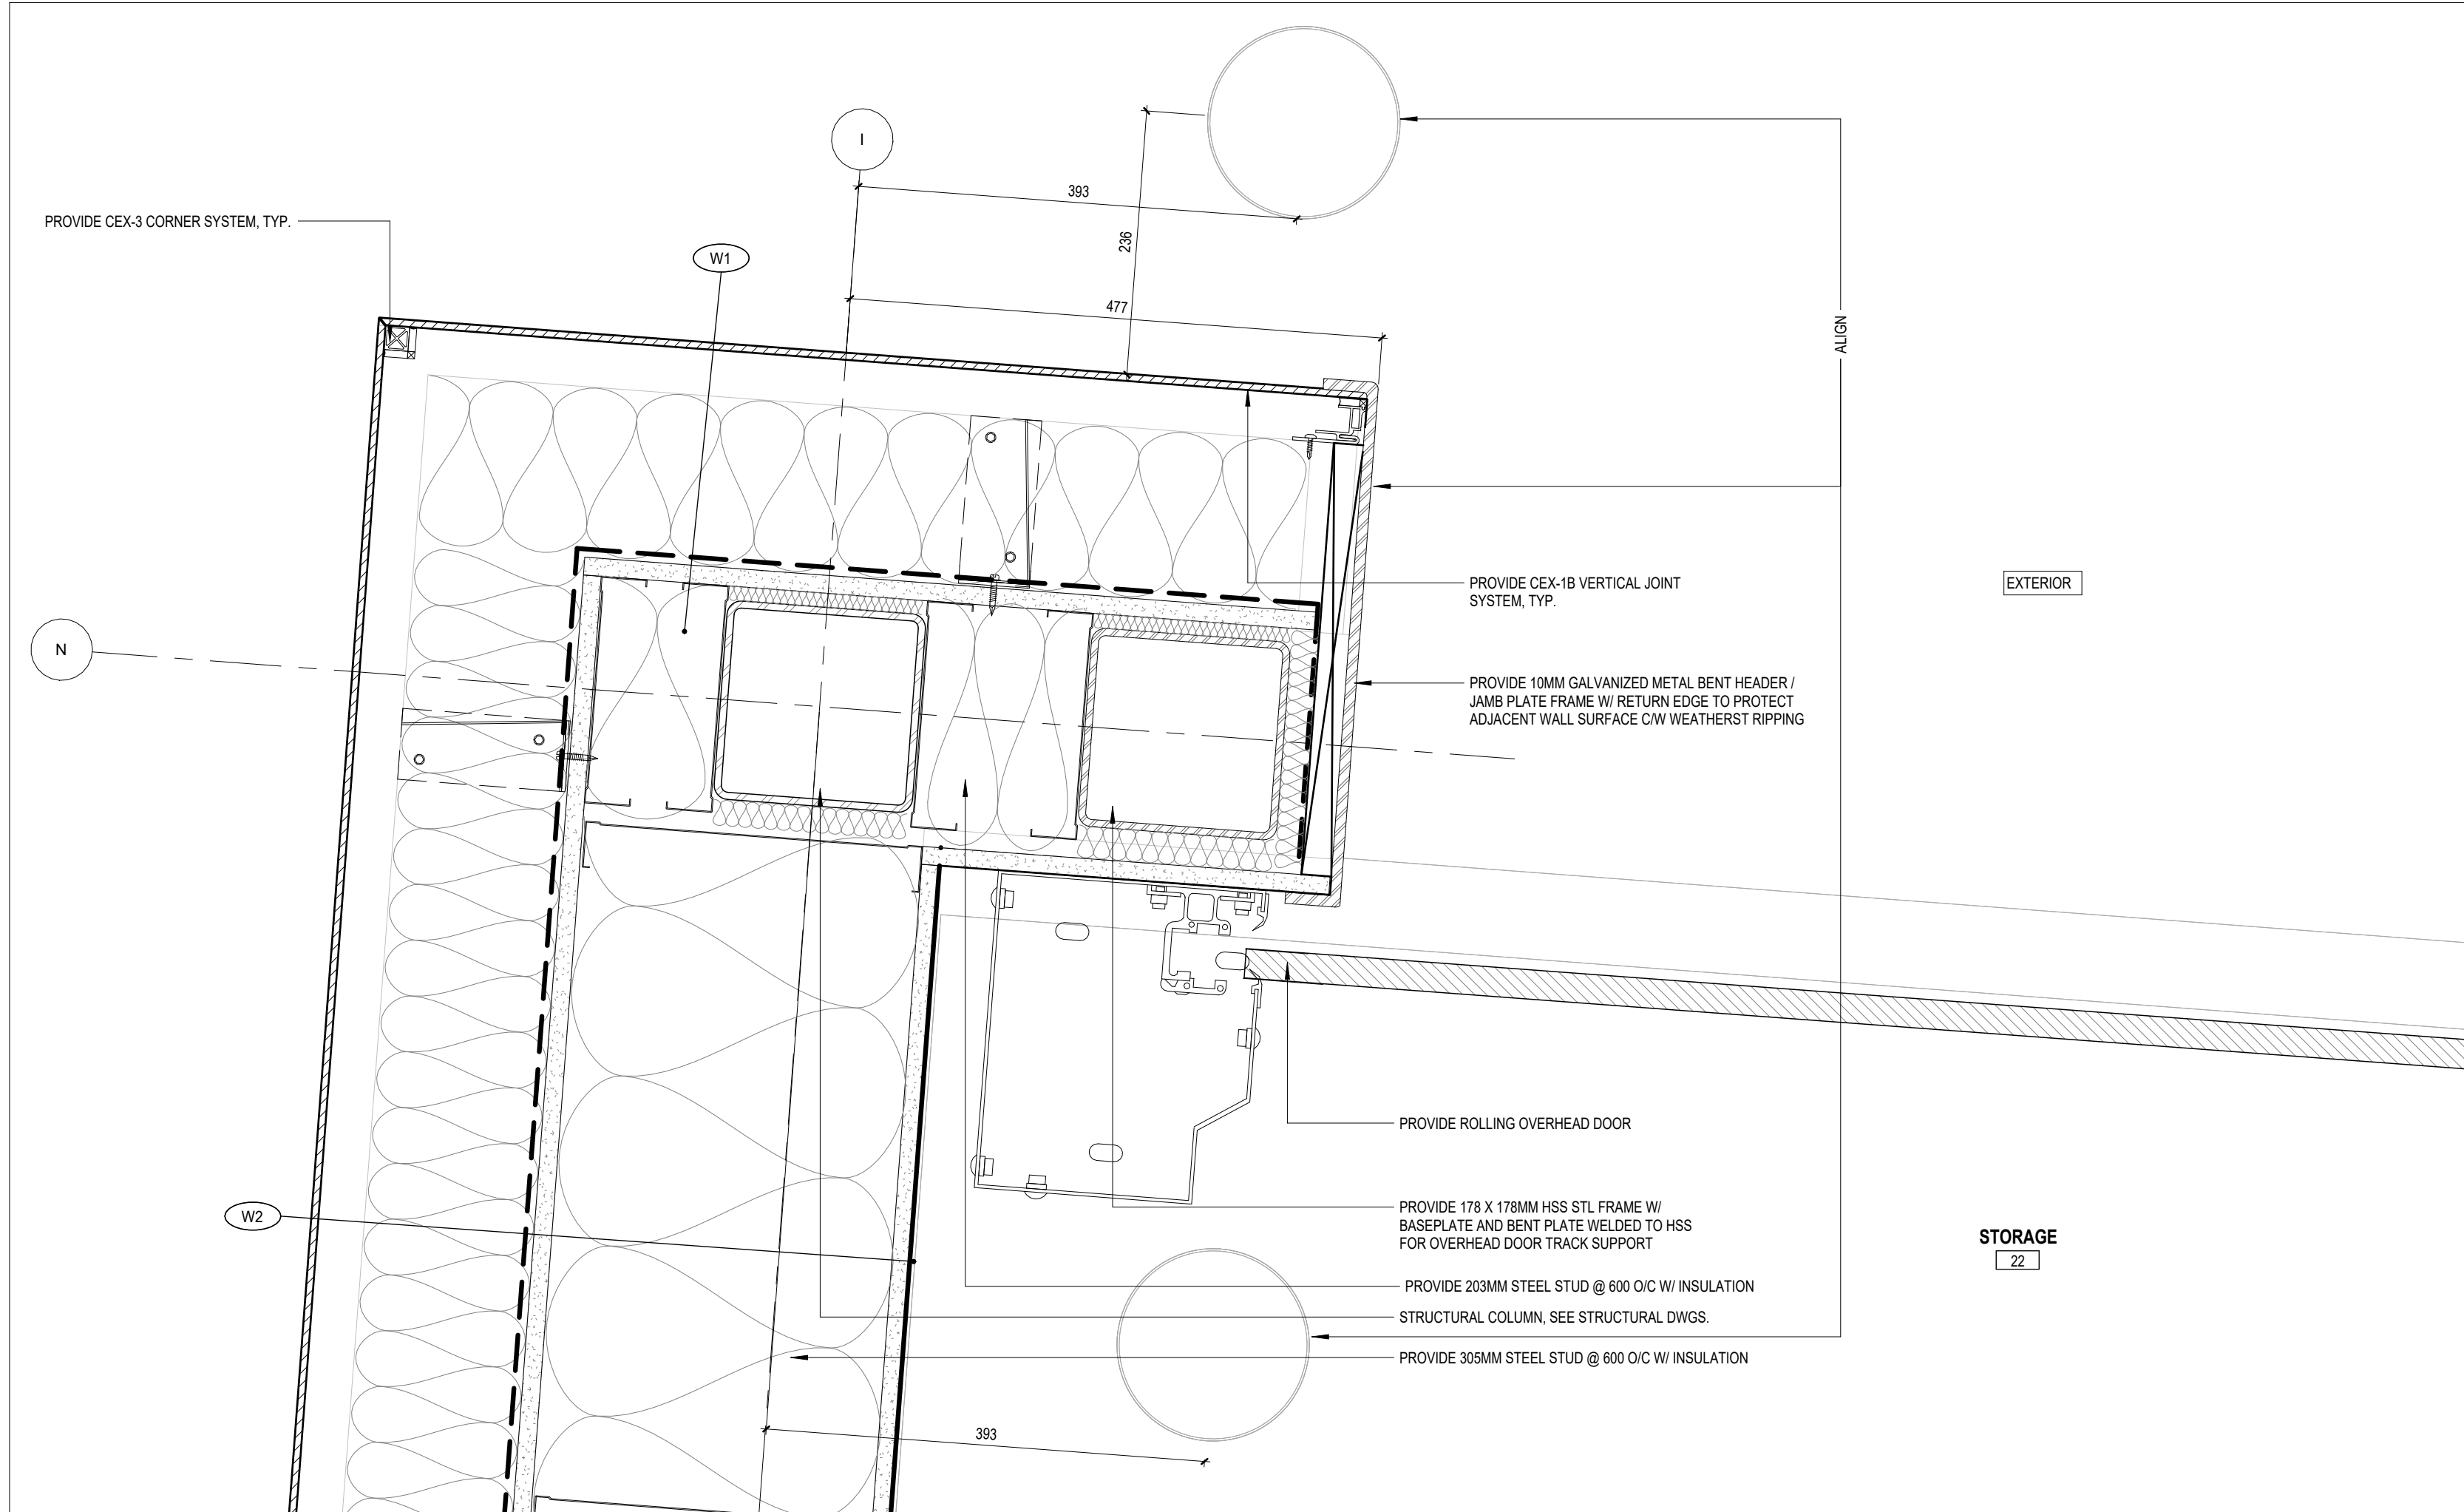 I
393
PROVIDE CEX-3 CORNER SYSTEM, TYP.
236
W1
477
ALIGN
EXTERIOR
PROVIDE CEX-1B VERTICAL JOINT
SYSTEM, TYP.
N
PROVIDE 10MM GALVANIZED METAL BENT HEADER /
JAMB PLATE FRAME W/ RETURN EDGE TO PROTECT
ADJACENT WALL SURFACE C/W WEATHERST RIPPING
PROVIDE ROLLING OVERHEAD DOOR
W2
PROVIDE 178 X 178MM HSS STL FRAME W/
BASEPLATE AND BENT PLATE WELDED TO HSS
FOR OVERHEAD DOOR TRACK SUPPORT
STORAGE
22
PROVIDE 203MM STEEL STUD @ 600 O/C W/ INSULATION
STRUCTURAL COLUMN, SEE STRUCTURAL DWGS.
PROVIDE 305MM STEEL STUD @ 600 O/C W/ INSULATION
393